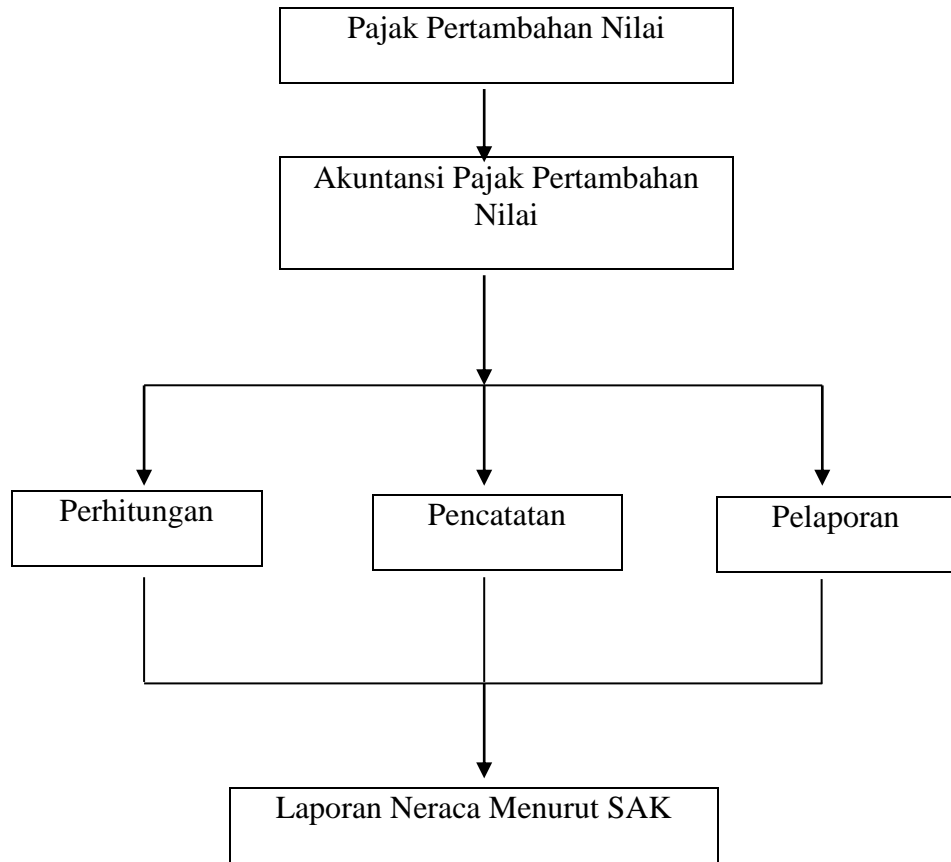 Pajak Pertambahan Nilai
Akuntansi Pajak Pertambahan
Nilai
Perhitungan
Pencatatan
Pelaporan
Laporan Neraca Menurut SAK